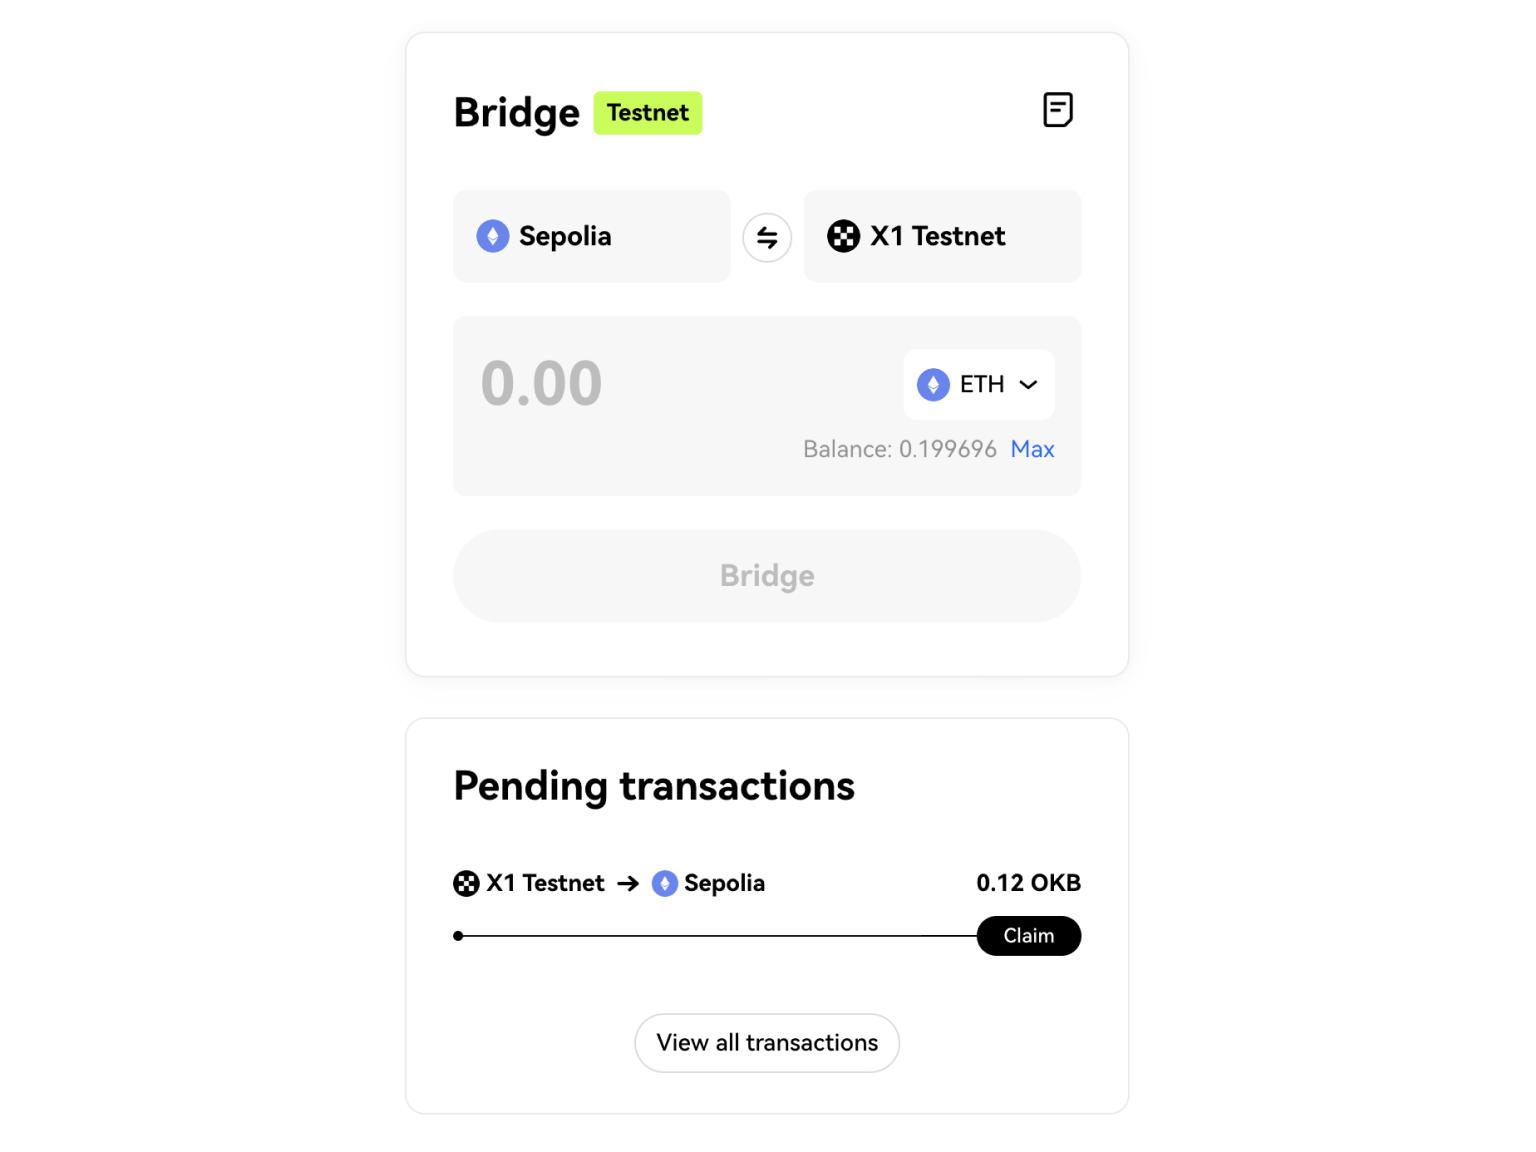 Bridge Testnet
Sepolia X1 Testnet
0.00 ETH
Balance: 0.199696 Max
Bridge
Pending transactions
X1 Testnet → Sepolia 0.12 OKB
Claim
View all transactions